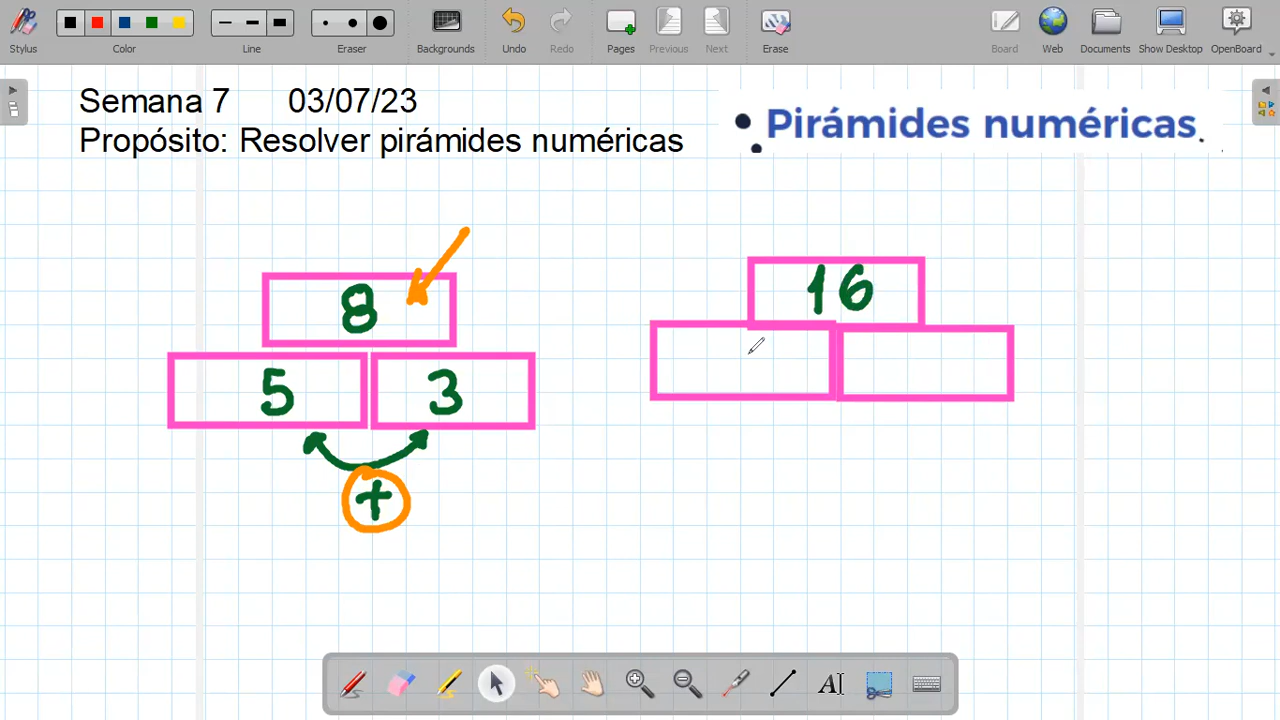 Stylus Color Line Eraser Backgrounds Undo Redo Pages Previous Next Erase Board Web Documents Show Desktop OpenBoard
Semana 7 03/07/23
Propósito: Resolver pirámides numéricas
• Pirámides numéricas
8
5 3
+
16